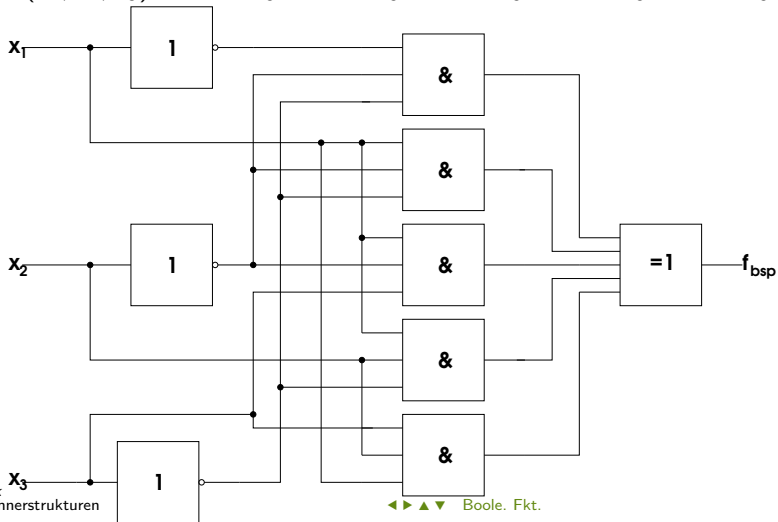 x1
1
&
&
x2
1
&
=1
fbsp
&
x3
1
&
nnerstrukturen
Boole. Fkt.